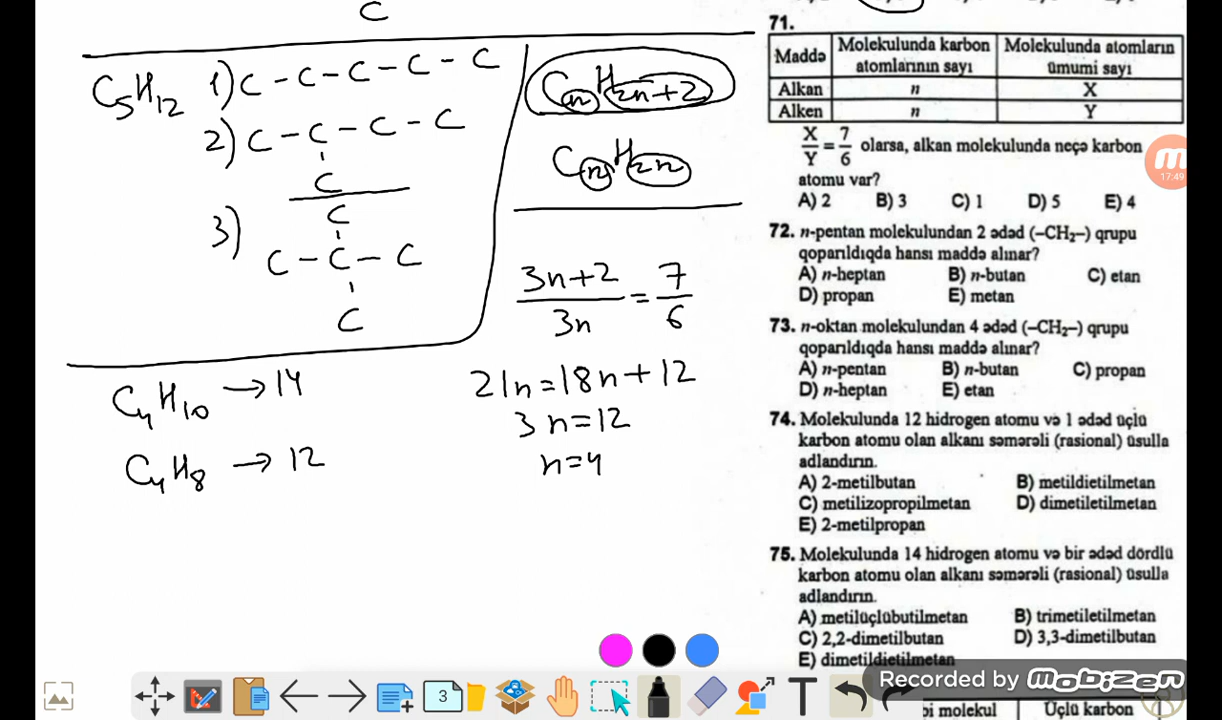 C
C5H12 1) C-C-C-C-C
2) C-C-C-C
C
3) C
C-C-C
C
C4H10 → 14
C4H8 → 12
CnH2n+2
CnH2n
3n+2/3n = 7/6
21n=18n+12
3n=12
n=4
71.
Maddə | Molekulunda karbon atomlarının sayı | Molekulunda atomların ümumi sayı
Alkan | n | X
Alken | n | Y
X/Y = 7/6 olarsa, alkan molekulunda neçə karbon
atomu var?
A) 2 B) 3 C) 1 D) 5 E) 4
72. n-pentan molekulundan 2 ədəd (–CH2–) qrupu
qoparıldıqda hansı maddə alınar?
A) n-heptan B) n-butan C) etan
D) propan E) metan
73. n-oktan molekulundan 4 ədəd (–CH2–) qrupu
qoparıldıqda hansı maddə alınar?
A) n-pentan B) n-butan C) propan
D) n-heptan E) etan
74. Molekulunda 12 hidrogen atomu və 1 ədəd üçlü
karbon atomu olan alkanı səmərəli (rasional) üsulla
adlandırın.
A) 2-metilbutan B) metildietilmetan
C) metilizopropilmetan D) dimetiletilmetan
E) 2-metilpropan
75. Molekulunda 14 hidrogen atomu və bir ədəd dördlü
karbon atomu olan alkanı səmərəli (rasional) üsulla
adlandırın.
A) metilüçlübutilmetan B) trimetiletilmetan
C) 2,2-dimetilbutan D) 3,3-dimetilbutan
E) dimetildietilmetan
molekul Üçlü karbon
m
17:49
3
T
Recorded by mobizen